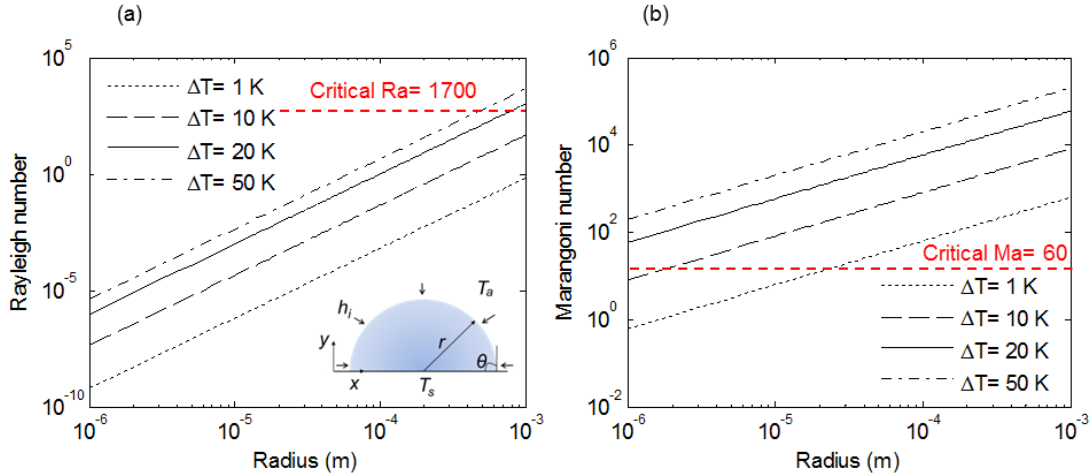 (a)
Rayleigh number
10^5
10^0
10^-5
10^-10
ΔT= 1 K
ΔT= 10 K
ΔT= 20 K
ΔT= 50 K
Critical Ra= 1700
T_a
h_i
y
r
θ
x
T_s
10^-6
10^-5
10^-4
10^-3
Radius (m)
(b)
Marangoni number
10^6
10^4
10^2
10^0
10^-2
Critical Ma= 60
ΔT= 1 K
ΔT= 10 K
ΔT= 20 K
ΔT= 50 K
10^-6
10^-5
10^-4
10^-3
Radius (m)